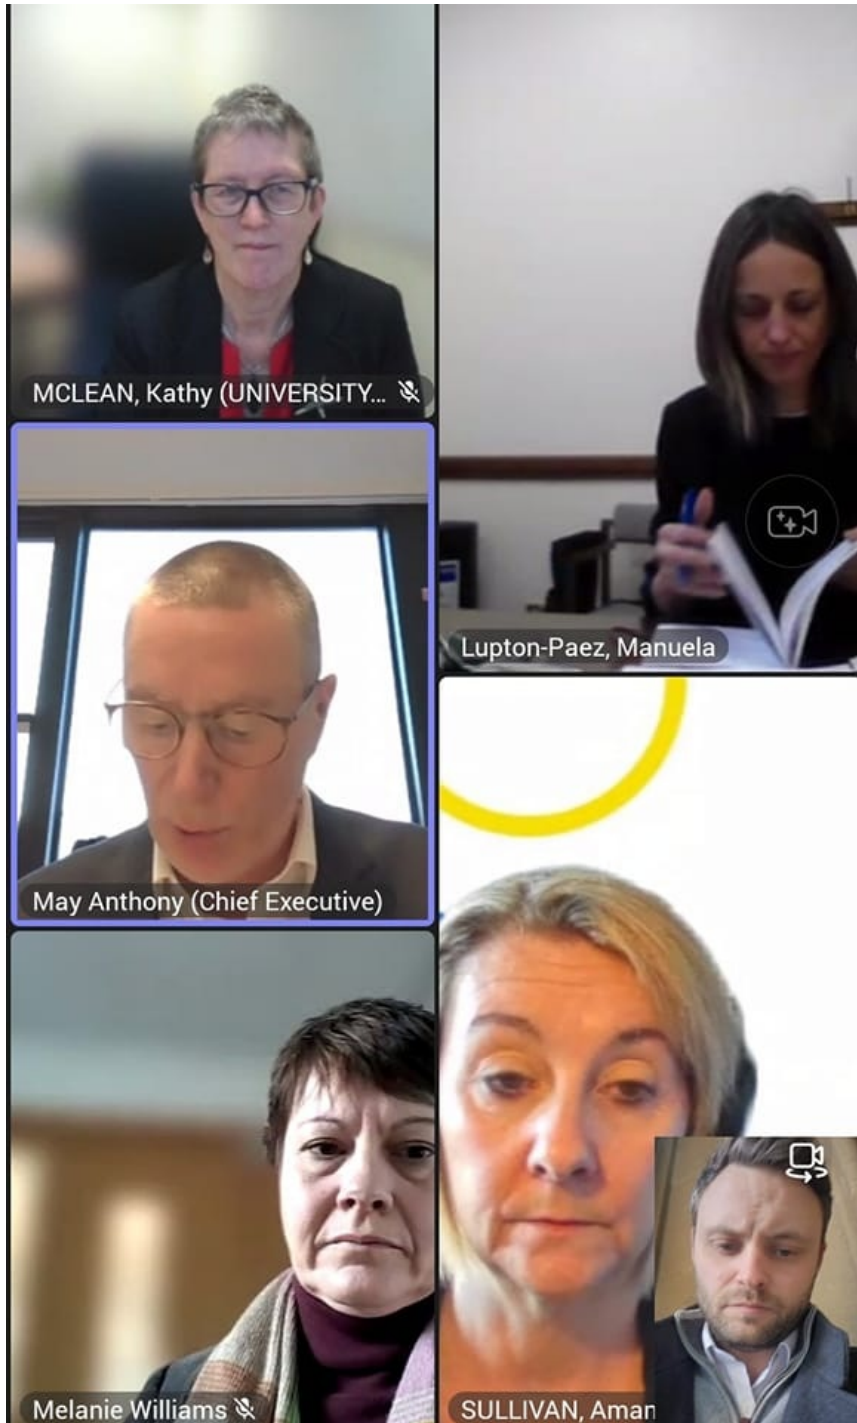 MCLEAN, Kathy (UNIVERSITY...
Lupton-Paez, Manuela
May Anthony (Chief Executive)
Melanie Williams
SULLIVAN, Aman